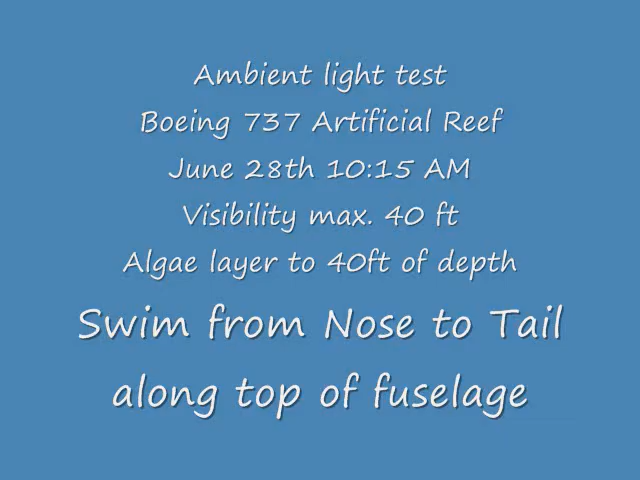 Ambient light test
Boeing 737 Artificial Reef
June 28th 10:15 AM
Visibility max. 40 ft
Algae layer to 40ft of depth
Swim from Nose to Tail
along top of fuselage